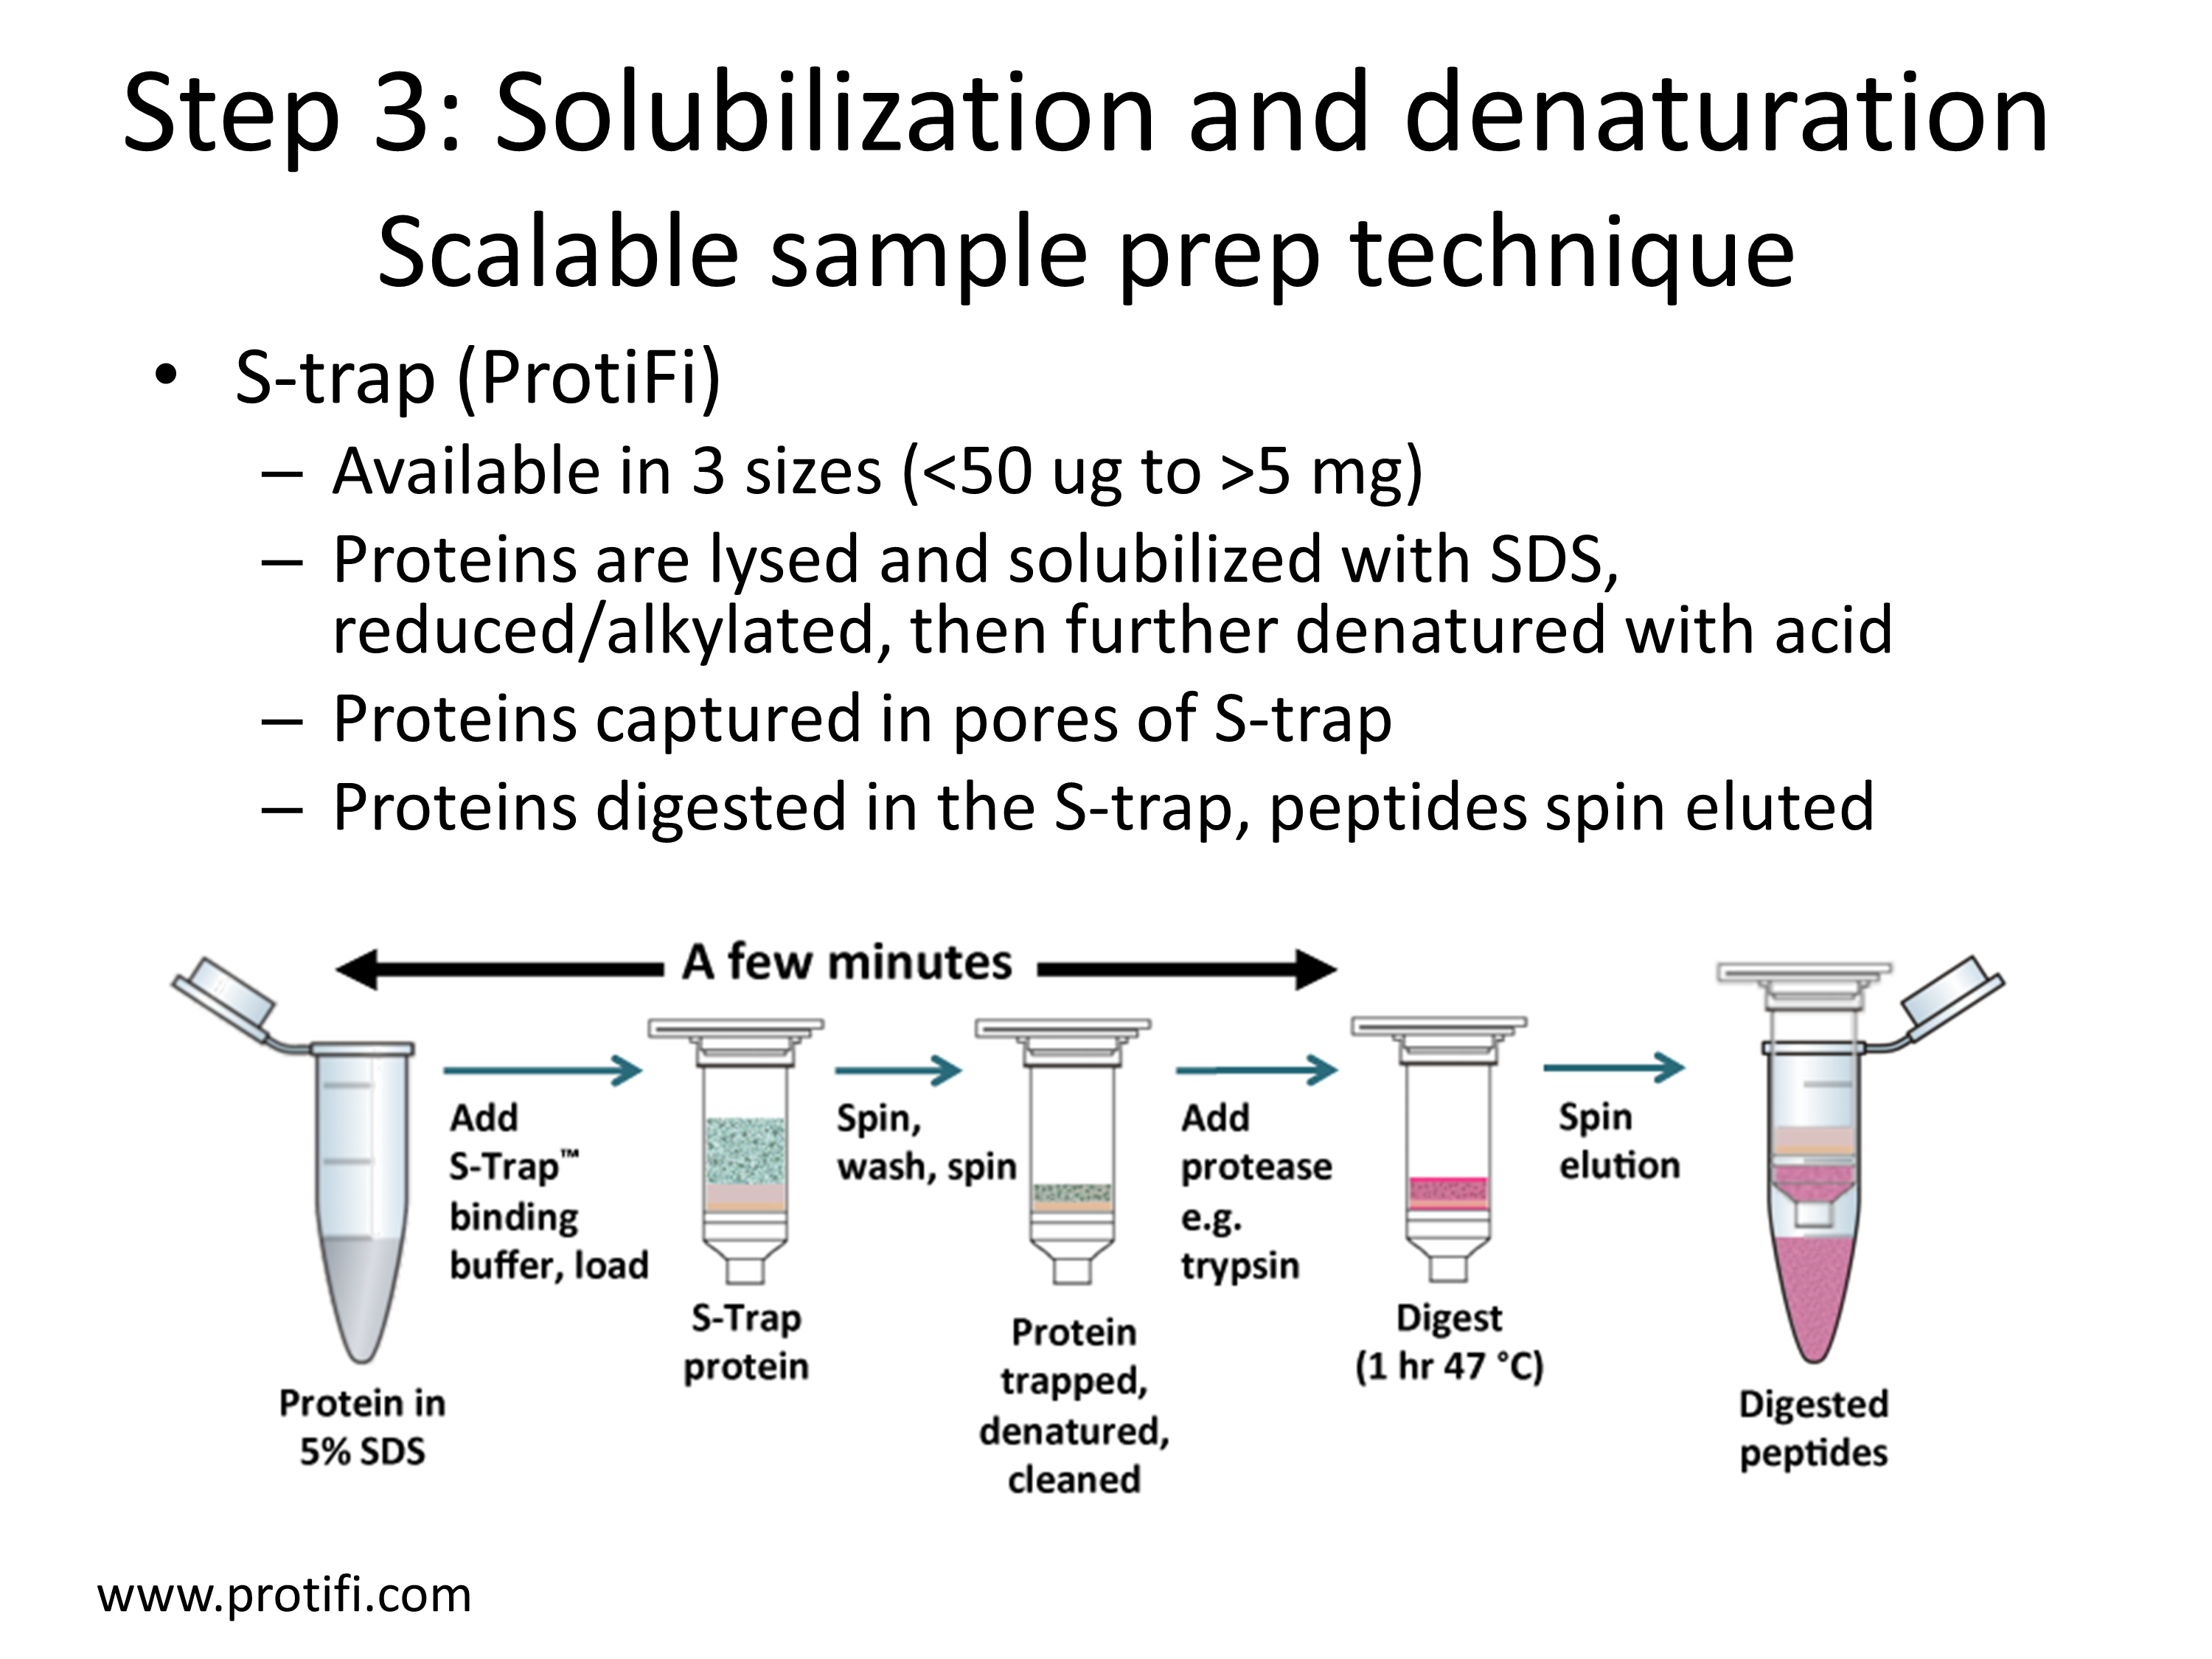 Step 3: Solubilization and denaturation
Scalable sample prep technique
• S-trap (ProtiFi)
– Available in 3 sizes (<50 ug to >5 mg)
– Proteins are lysed and solubilized with SDS,
reduced/alkylated, then further denatured with acid
– Proteins captured in pores of S-trap
– Proteins digested in the S-trap, peptides spin eluted
A few minutes
Protein in
5% SDS
Add
S-Trap™
binding
buffer, load
S-Trap
protein
Spin,
wash, spin
Protein
trapped,
denatured,
cleaned
Add
protease
e.g.
trypsin
Digest
(1 hr 47 °C)
Spin
elution
Digested
peptides
www.protifi.com